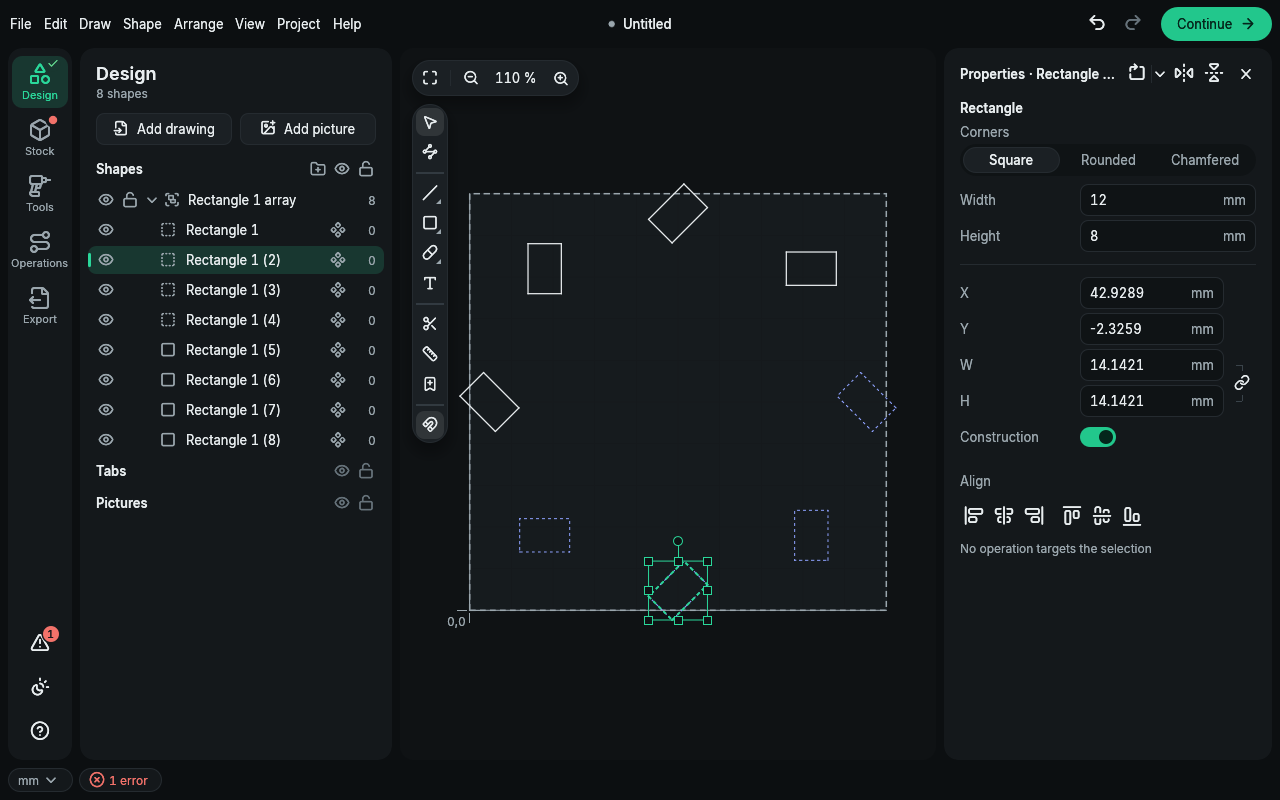 File Edit Draw Shape Arrange View Project Help
Untitled
Continue
Design
Stock
Tools
Operations
Export
1
Design
8 shapes
Add drawing
Add picture
Shapes
Rectangle 1 array 8
Rectangle 1 0
Rectangle 1 (2) 0
Rectangle 1 (3) 0
Rectangle 1 (4) 0
Rectangle 1 (5) 0
Rectangle 1 (6) 0
Rectangle 1 (7) 0
Rectangle 1 (8) 0
Tabs
Pictures
110 %
0,0
Properties · Rectangle ...
Rectangle
Corners
Square Rounded Chamfered
Width 12 mm
Height 8 mm
X 42.9289 mm
Y -2.3259 mm
W 14.1421 mm
H 14.1421 mm
Construction
Align
No operation targets the selection
mm
1 error